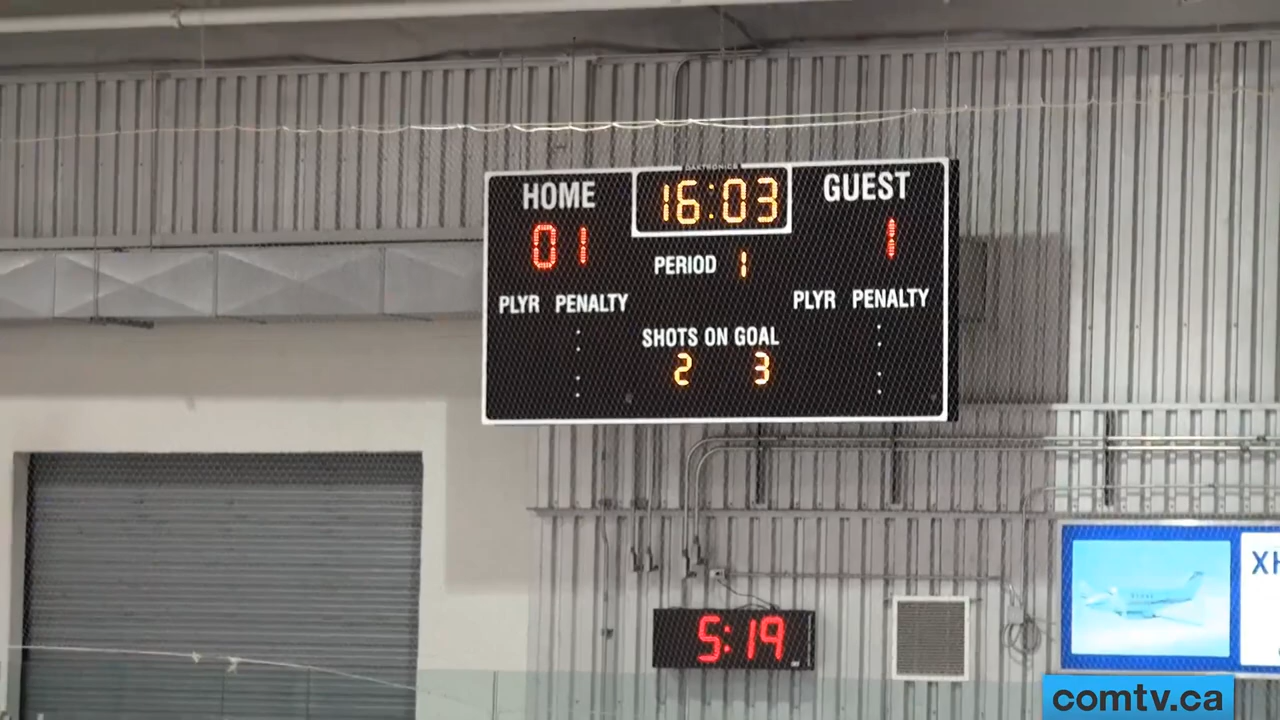 DAKTRONICS
HOME 16:03 GUEST
01 1
PERIOD 1
PLYR PENALTY PLYR PENALTY
SHOTS ON GOAL
2 3
5:19
XH
comtv.ca